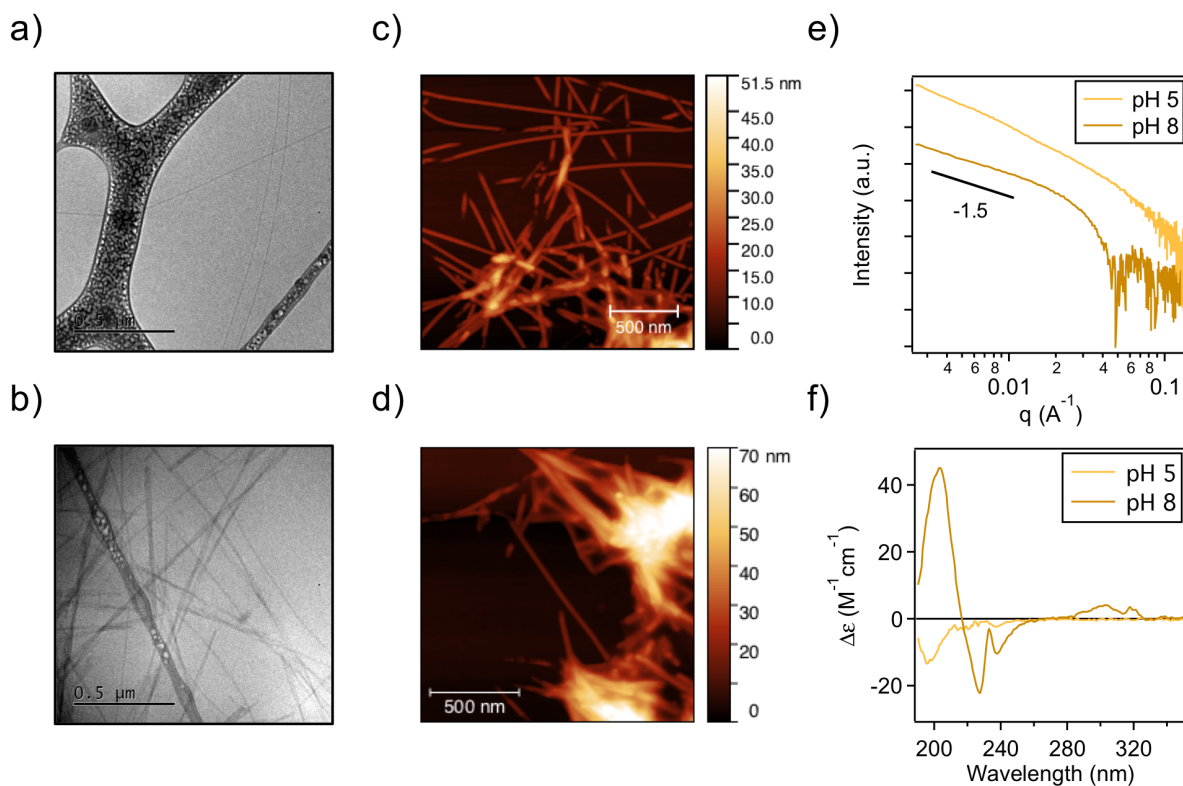 a)
0.5 µm
b)
0.5 µm
c)
51.5 nm
45.0
40.0
35.0
30.0
25.0
20.0
15.0
10.0
0.0
500 nm
d)
70 nm
60
50
40
30
20
0
500 nm
e)
pH 5
pH 8
-1.5
Intensity (a.u.)
4 6 8 2 4 6 8
0.01 0.1
q (A⁻¹)
f)
pH 5
pH 8
40
20
0
-20
Δε (M⁻¹ cm⁻¹)
200 240 280 320
Wavelength (nm)